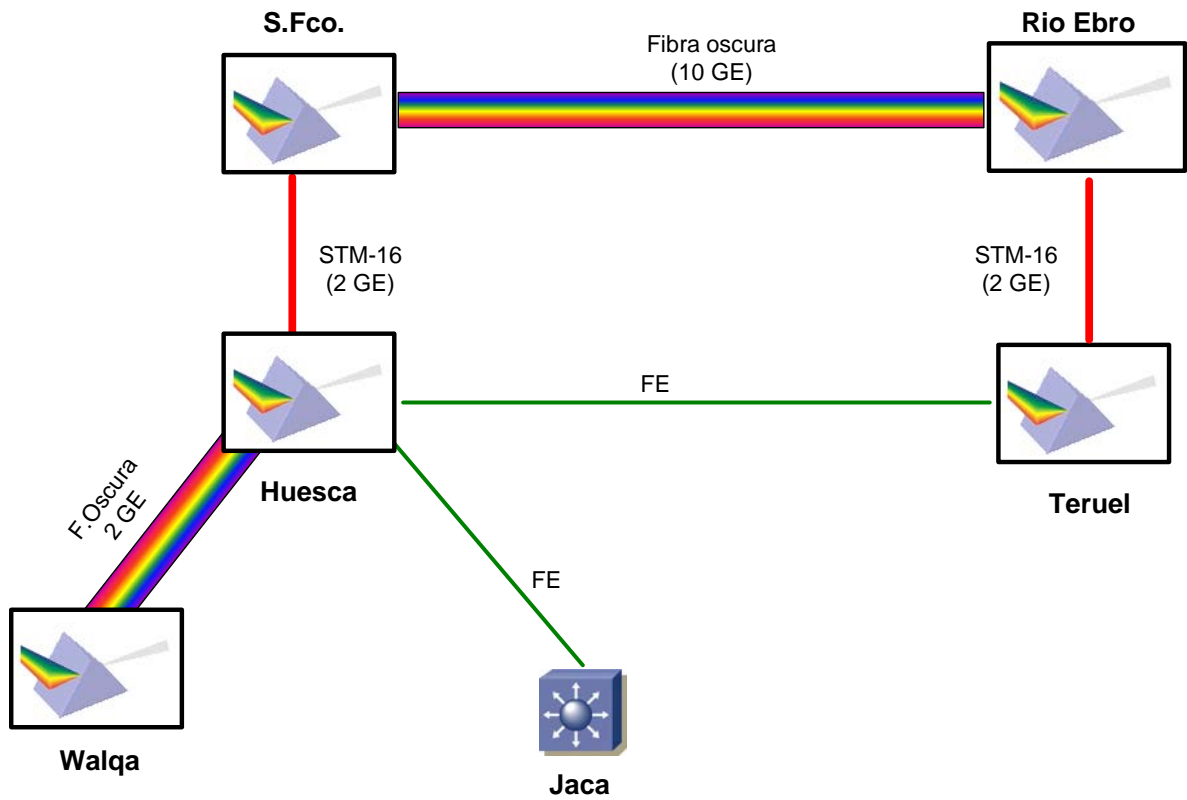 S.Fco.
Rio Ebro
Fibra oscura
(10 GE)
STM-16
(2 GE)
STM-16
(2 GE)
FE
Huesca
Teruel
F.Oscura
2 GE
FE
Walqa
Jaca